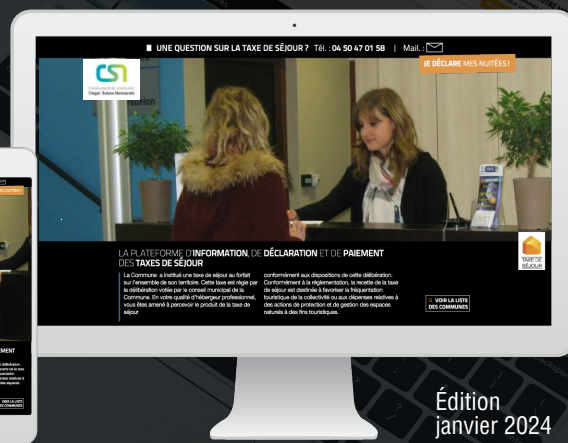 UNE QUESTION SUR LA TAXE DE SÉJOUR ? Tél. : 04 50 47 01 58 | Mail. :
JE DÉCLARE MES NUITÉES !
Cingal-Suisse Normande
LA PLATEFORME D'INFORMATION, DE DÉCLARATION ET DE PAIEMENT
DES TAXES DE SÉJOUR
La Commune a institué une taxe de séjour au forfait
sur l'ensemble de son territoire. Cette taxe est régie par
la délibération votée par le conseil municipal de la
Commune. En votre qualité d'hébergeur professionnel,
vous êtes amené à percevoir le produit de la taxe de
séjour
conformément aux dispositions de cette délibération.
Conformément à la réglementation, la recette de la taxe
de séjour est destinée à favoriser la fréquentation
touristique de la collectivité ou aux dépenses relatives à
des actions de protection et de gestion des espaces
naturels à des fins touristiques.
TAXE DE
SÉJOUR
VOIR LA LISTE
DES COMMUNES
Édition
janvier 2024